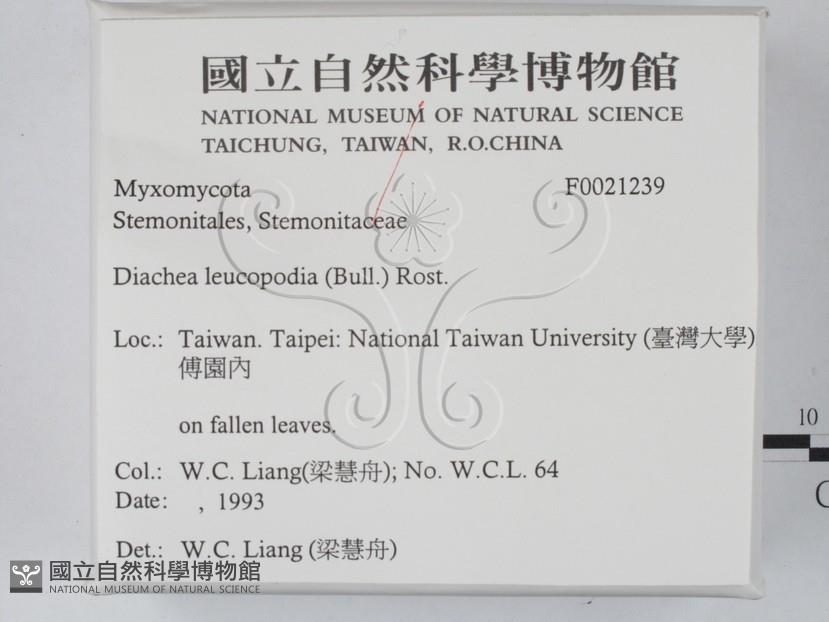 國立自然科學博物館
NATIONAL MUSEUM OF NATURAL SCIENCE
TAICHUNG, TAIWAN, R.O.CHINA
Myxomycota F0021239
Stemonitales, Stemonitaceae
Diachea leucopodia (Bull.) Rost.
Loc.: Taiwan. Taipei: National Taiwan University (臺灣大學)
傅園內
on fallen leaves.
Col.: W.C. Liang(梁慧舟); No. W.C.L. 64
Date: , 1993
Det.: W.C. Liang (梁慧舟)
10
國立自然科學博物館
NATIONAL MUSEUM OF NATURAL SCIENCE